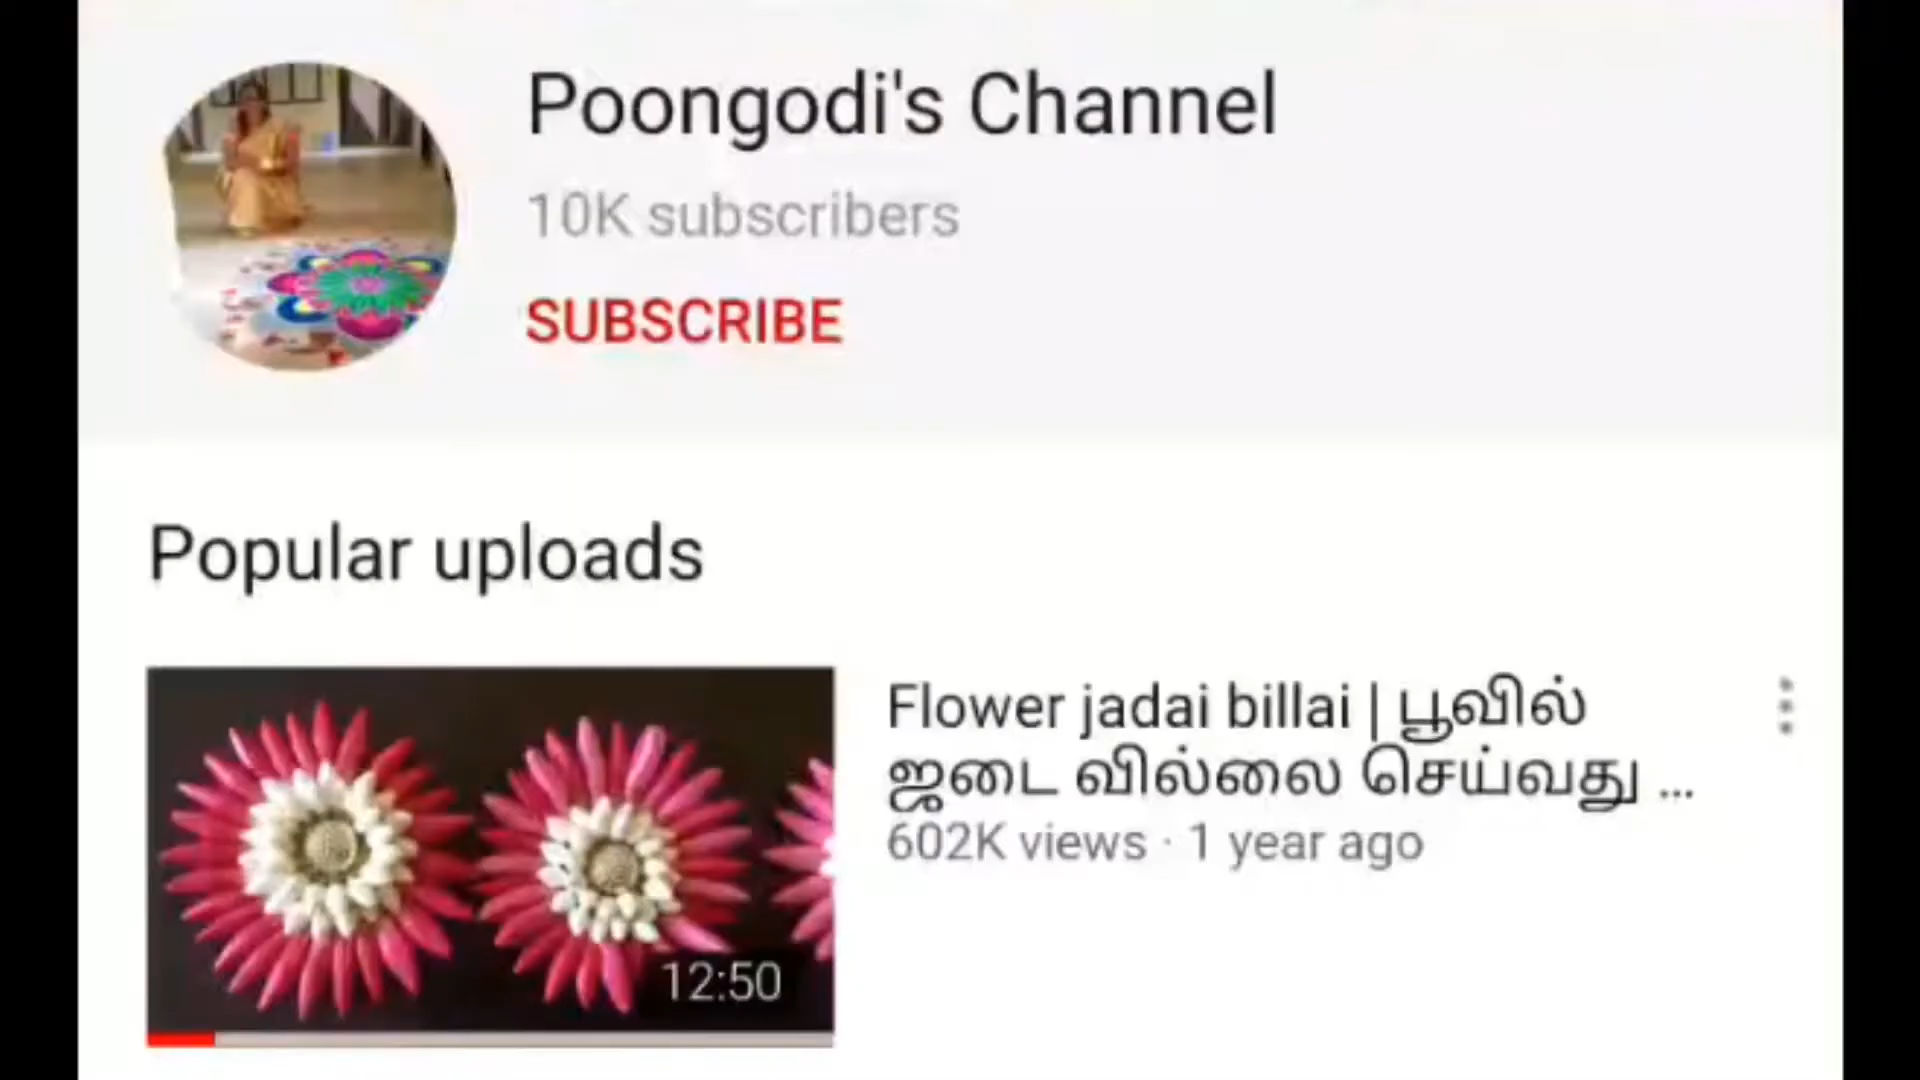 Poongodi's Channel
10K subscribers
SUBSCRIBE
Popular uploads
12:50
Flower jadai billai | பூவில்
ஜடை வில்லை செய்வது ...
602K views · 1 year ago